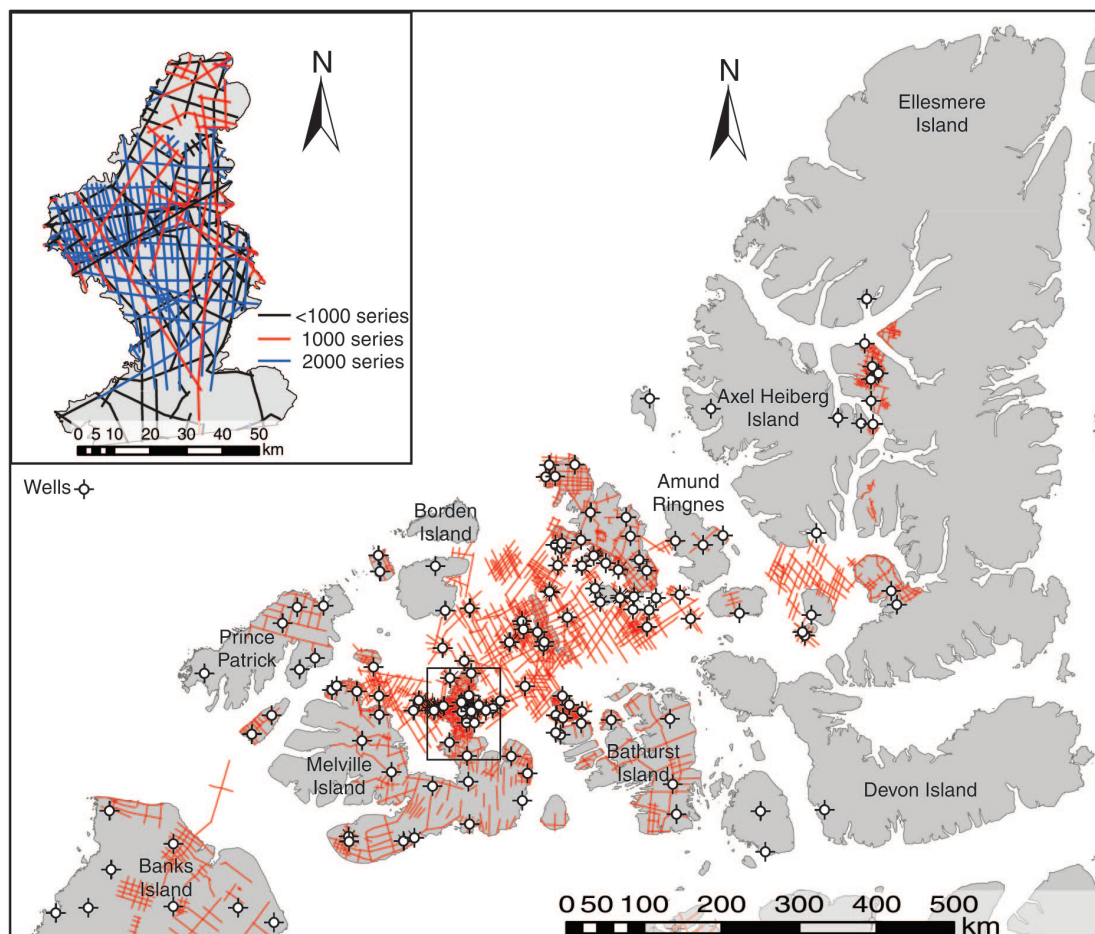 N
<1000 series
1000 series
2000 series
0 5 10 20 30 40 50
km
Wells
N
Ellesmere
Island
Axel Heiberg
Island
Amund
Ringnes
Borden
Island
Prince
Patrick
Melville
Island
Bathurst
Island
Devon Island
Banks
Island
0 50 100 200 300 400 500
km